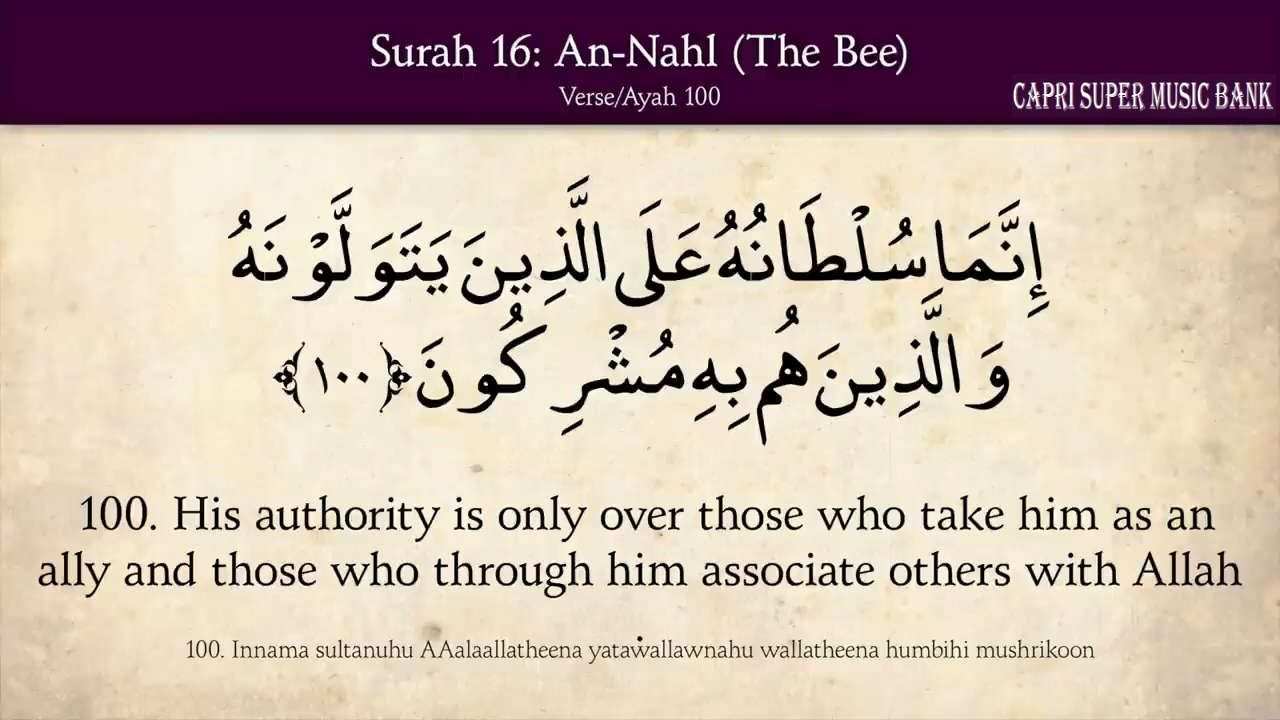 Surah 16: An-Nahl (The Bee)
Verse/Ayah 100
CAPRI SUPER MUSIC BANK
إِنَّمَا سُلْطَانُهُ عَلَى الَّذِينَ يَتَوَلَّوْنَهُ
وَالَّذِينَ هُم بِهِ مُشْرِكُونَ ﴿١٠٠﴾
100. His authority is only over those who take him as an
ally and those who through him associate others with Allah
100. Innama sultanuhu AAalaallatheena yatawallawnahu wallatheena humbihi mushrikoon